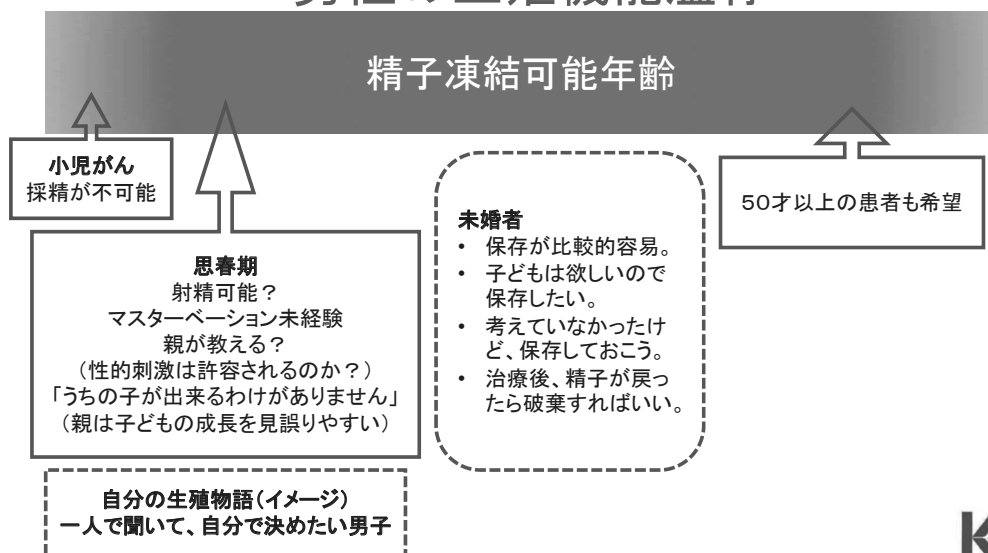 精子凍結可能年齢
小児がん
採精が不可能
思春期
射精可能？
マスターベーション未経験
親が教える？
（性的刺激は許容されるのか？）
「うちの子が出来るわけがありません」
（親は子どもの成長を見誤りやすい）
自分の生殖物語（イメージ）
一人で聞いて、自分で決めたい男子
未婚者
• 保存が比較的容易。
• 子どもは欲しいので
保存したい。
• 考えていなかったけ
ど、保存しておこう。
• 治療後、精子が戻っ
たら破棄すればいい。
５０才以上の患者も希望